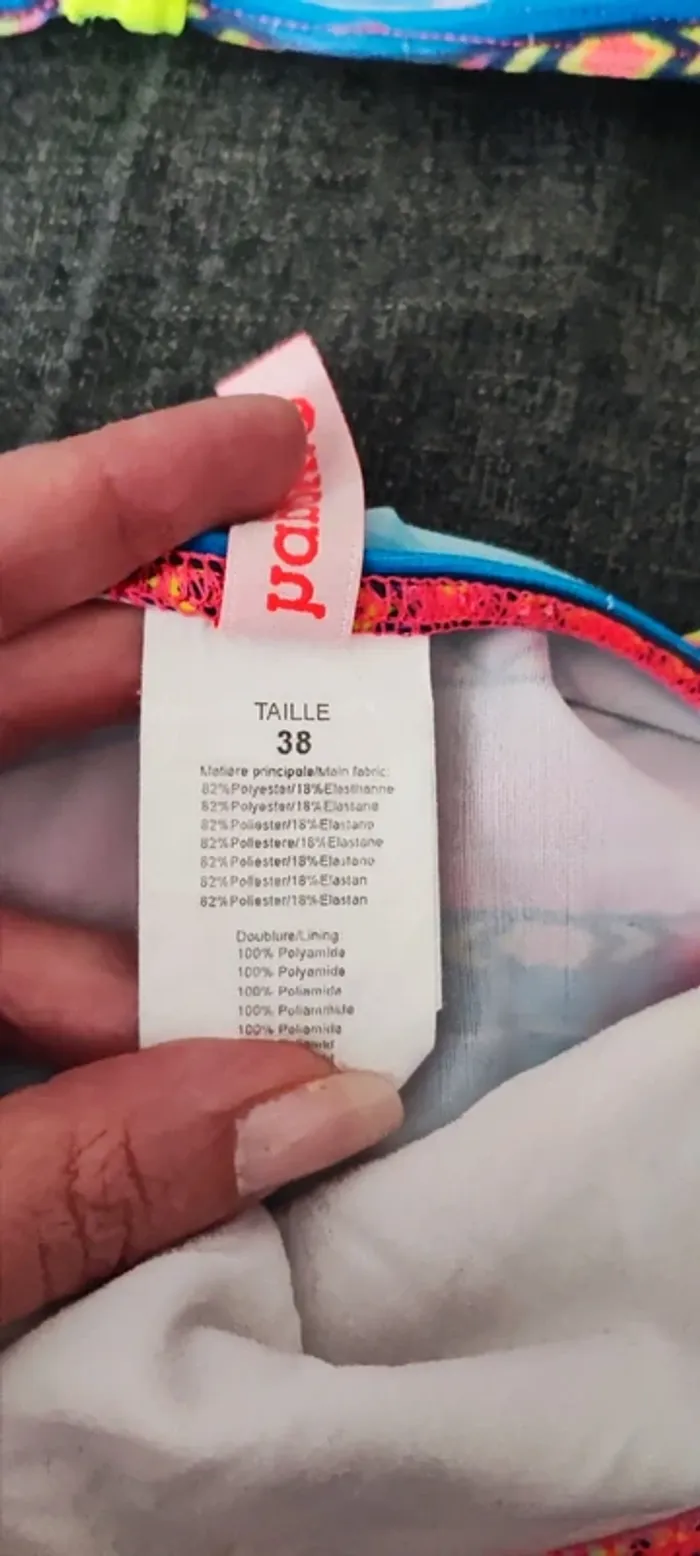 TAILLE
38
Matière principale/Main fabric:
82%Polyester/18%Elasthanne
82%Polyester/18%Elastane
82%Poliester/18%Elastano
82%Poliestere/18%Elastane
82%Poliester/18%Elastano
82%Poliester/18%Elastan
82%Poliester/18%Elastan
Doublure/Lining:
100% Polyamide
100% Polyamide
100% Poliamida
100% Poliammide
100% Poliamida